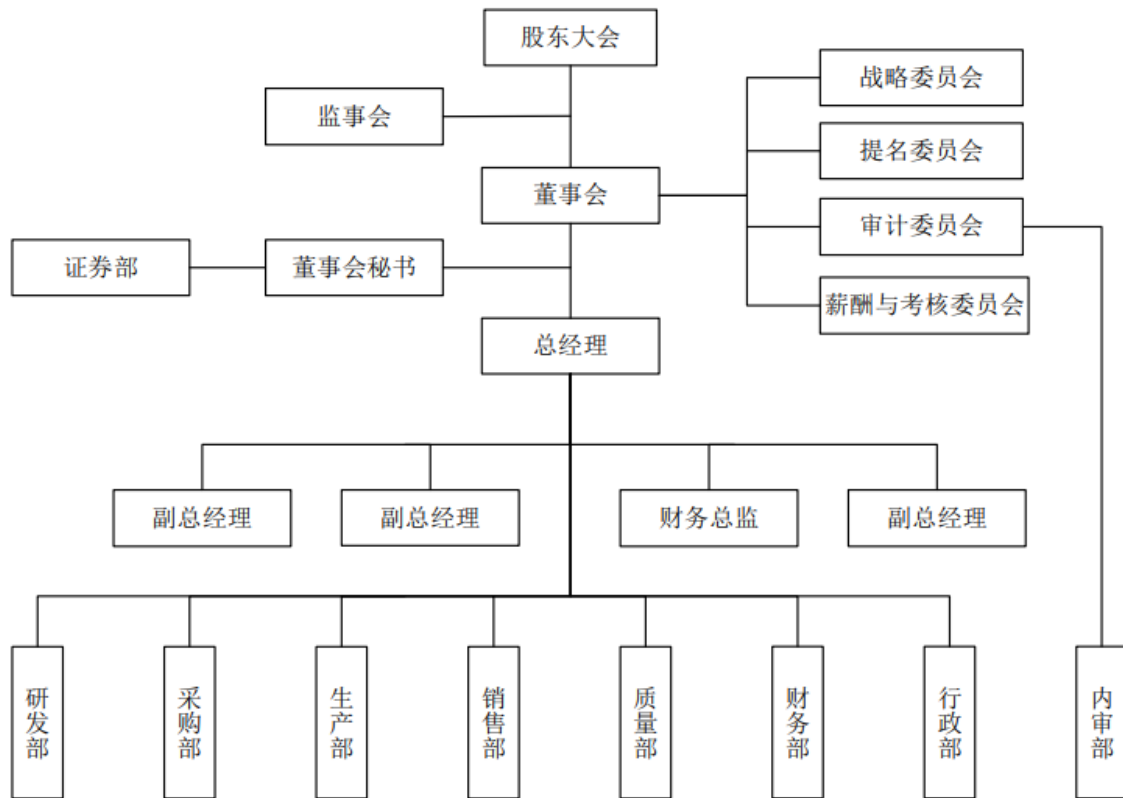 股东大会
战略委员会
监事会
提名委员会
董事会
审计委员会
证券部
董事会秘书
薪酬与考核委员会
总经理
副总经理
副总经理
财务总监
副总经理
研发部
采购部
生产部
销售部
质量部
财务部
行政部
内审部